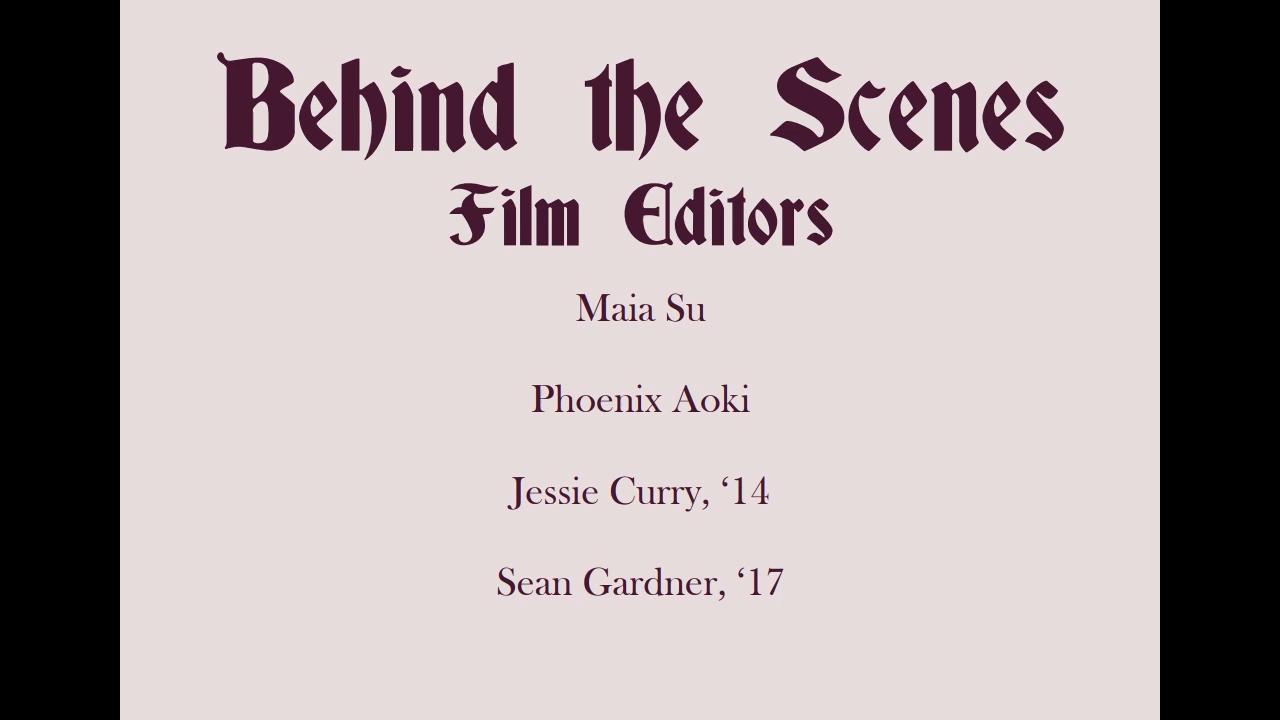 Behind the Scenes
Film Editors
Maia Su
Phoenix Aoki
Jessie Curry, ‘14
Sean Gardner, ‘17